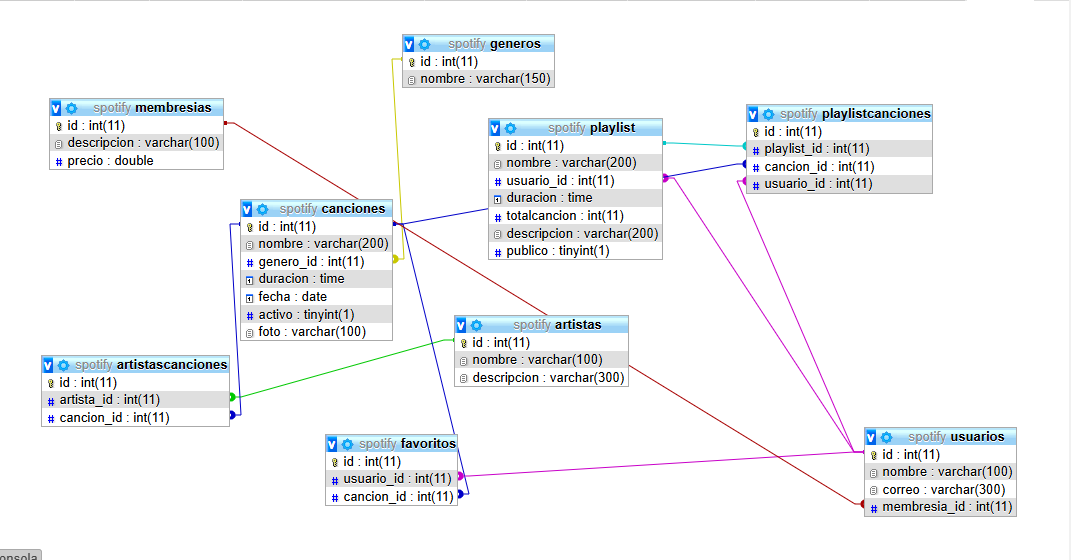 spotify generos
id : int(11)
nombre : varchar(150)
spotify membresias
id : int(11)
descripcion : varchar(100)
precio : double
spotify playlist
id : int(11)
nombre : varchar(200)
usuario_id : int(11)
duracion : time
totalcancion : int(11)
descripcion : varchar(200)
publico : tinyint(1)
spotify playlistcanciones
id : int(11)
playlist_id : int(11)
cancion_id : int(11)
usuario_id : int(11)
spotify canciones
id : int(11)
nombre : varchar(200)
genero_id : int(11)
duracion : time
fecha : date
activo : tinyint(1)
foto : varchar(100)
spotify artistas
id : int(11)
nombre : varchar(100)
descripcion : varchar(300)
spotify artistascanciones
id : int(11)
artista_id : int(11)
cancion_id : int(11)
spotify favoritos
id : int(11)
usuario_id : int(11)
cancion_id : int(11)
spotify usuarios
id : int(11)
nombre : varchar(100)
correo : varchar(300)
membresia_id : int(11)
onsola